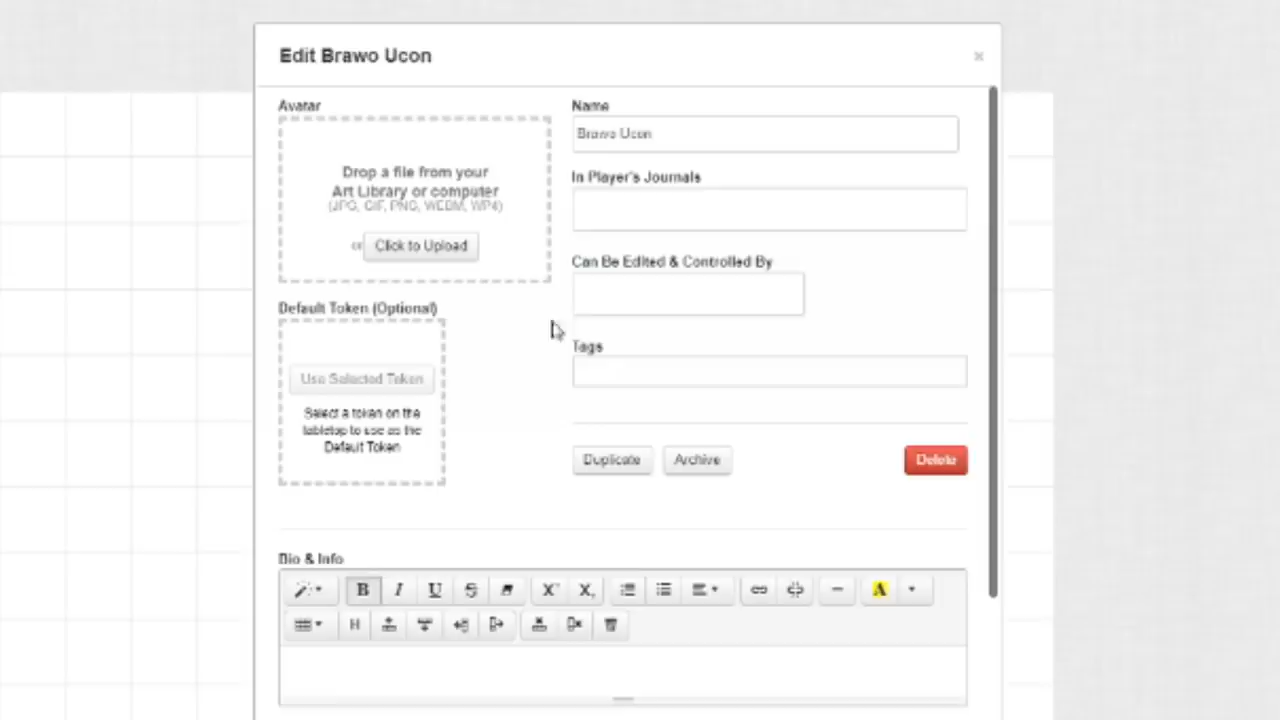 Edit Brawo Ucon
×
Avatar
Drop a file from your
Art Library or computer
(JPG, GIF, PNG, WEBM, WP4)
or Click to Upload
Name
Brawo Ucon
In Player's Journals
Can Be Edited & Controlled By
Default Token (Optional)
Use Selected Token
Select a token on the
tabletop to use as the
Default Token
Tags
Duplicate
Archive
Delete
Bio & Info
B I U S X X A
H